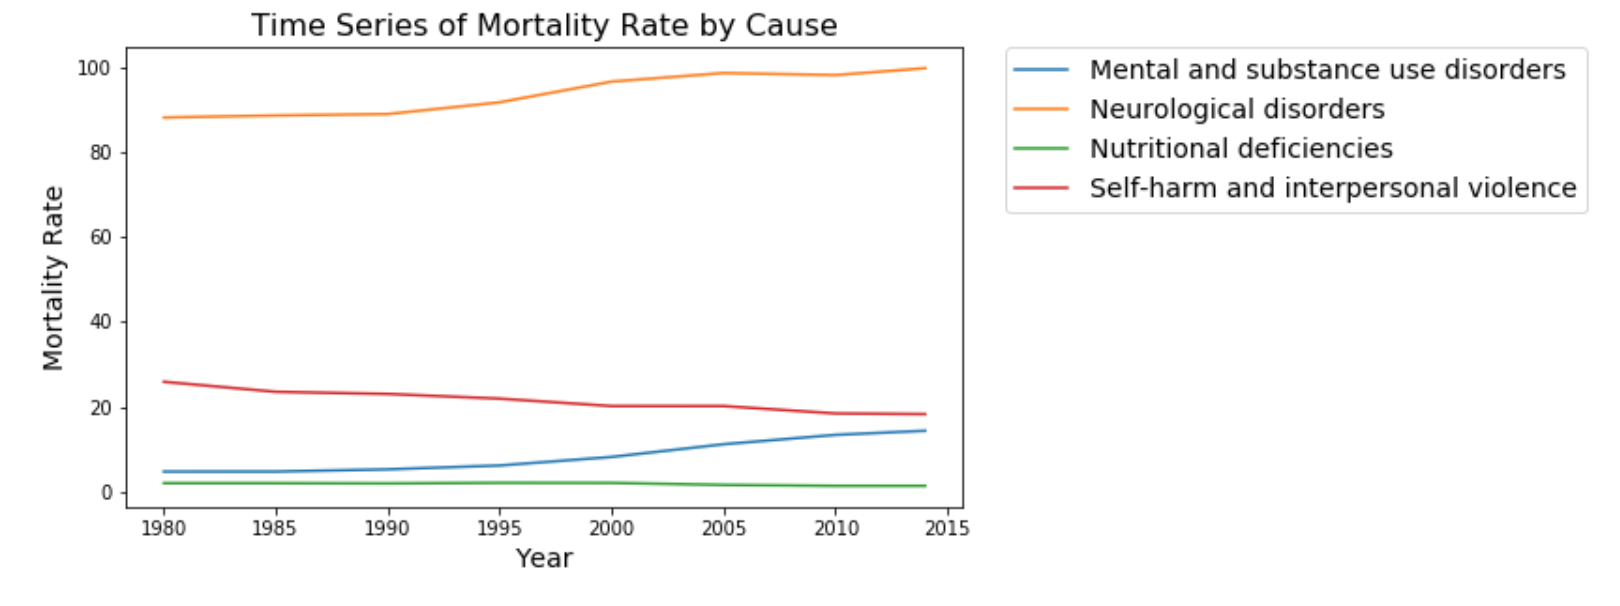 Time Series of Mortality Rate by Cause
100
80
60
40
20
0
Mortality Rate
1980 1985 1990 1995 2000 2005 2010 2015
Year
Mental and substance use disorders
Neurological disorders
Nutritional deficiencies
Self-harm and interpersonal violence